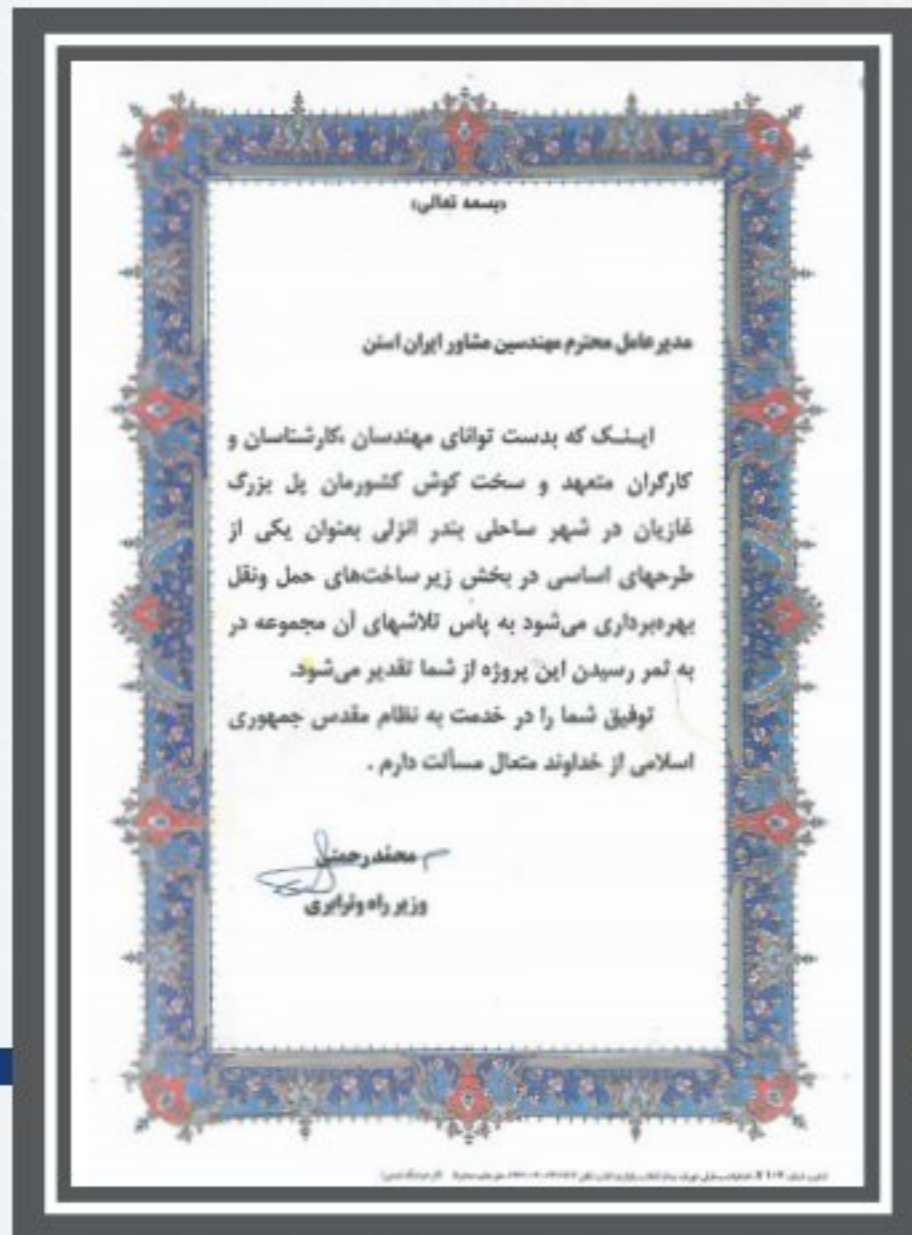 «بسمه تعالی»
مدیر عامل محترم مهندسین مشاور ایران استن
اینک که بدست توانای مهندسان ،کارشناسان و
کارگران متعهد و سخت کوش کشورمان پل بزرگ
غازیان در شهر ساحلی بندر انزلی بعنوان یکی از
طرحهای اساسی در بخش زیر ساخت‌های حمل ونقل
بهره‌برداری می‌شود به پاس تلاشهای آن مجموعه در
به ثمر رسیدن این پروژه از شما تقدیر می‌شود.
توفیق شما را در خدمت به نظام مقدس جمهوری
اسلامی از خداوند متعال مسألت دارم .
محمد رحمتی
وزیر راه وترابری